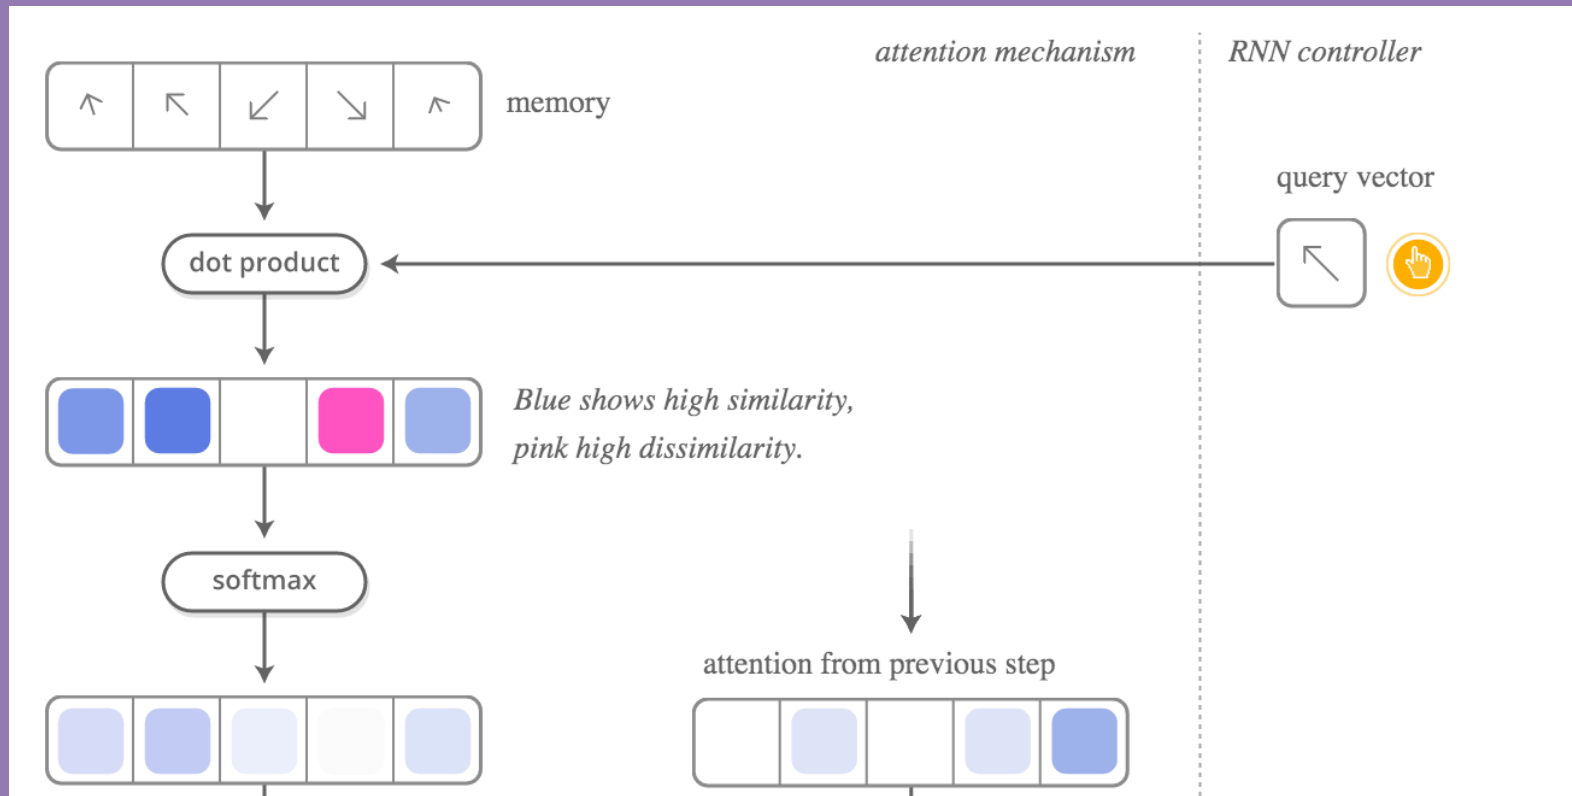 attention mechanism
RNN controller
memory
query vector
dot product
Blue shows high similarity,
pink high dissimilarity.
softmax
attention from previous step